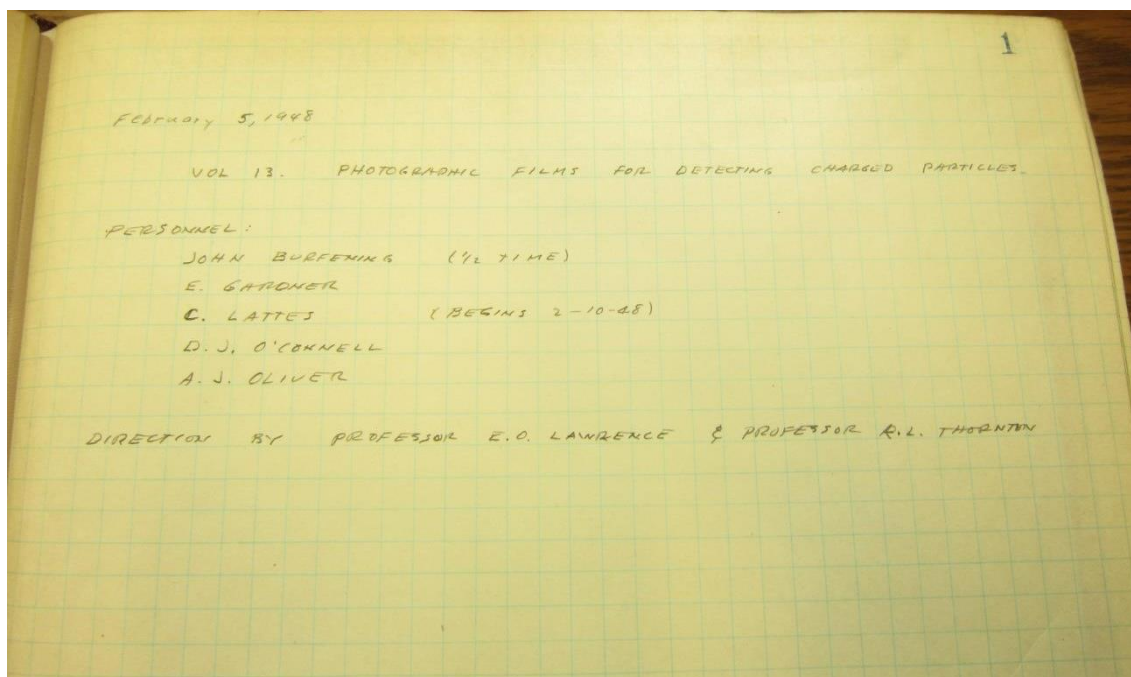 1
February 5, 1948
VOL 13. PHOTOGRAPHIC FILMS FOR DETECTING CHARGED PARTICLES.
PERSONNEL:
JOHN BURFENING (1/2 TIME)
E. GARDNER
C. LATTES (BEGINS 2-10-48)
D. J. O'CONNELL
A. J. OLIVER
DIRECTION BY PROFESSOR E.O. LAWRENCE & PROFESSOR R.L. THORNTON